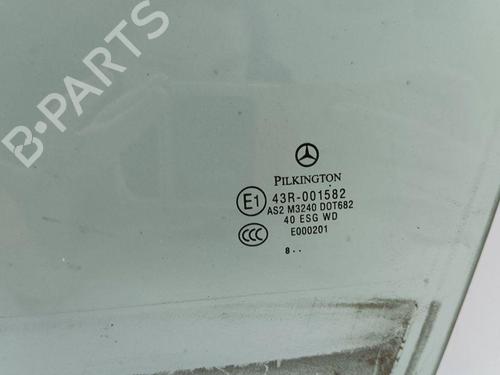 B-PARTS
PILKINGTON
E1 43R-001582
AS2 M3240 DOT682
40 ESG WD
CCC E000201
8..